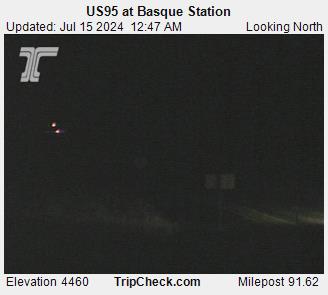 US95 at Basque Station
Updated: Jul 15 2024 12:47 AM Looking North
Elevation 4460 TripCheck.com Milepost 91.62